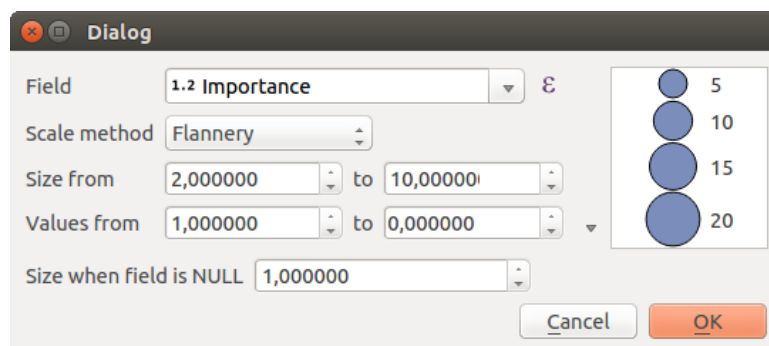 Dialog
Field 1.2 Importance ε 5
Scale method Flannery 10
Size from 2,000000 to 10,00000 15
Values from 1,000000 to 0,000000 20
Size when field is NULL 1,000000
Cancel OK